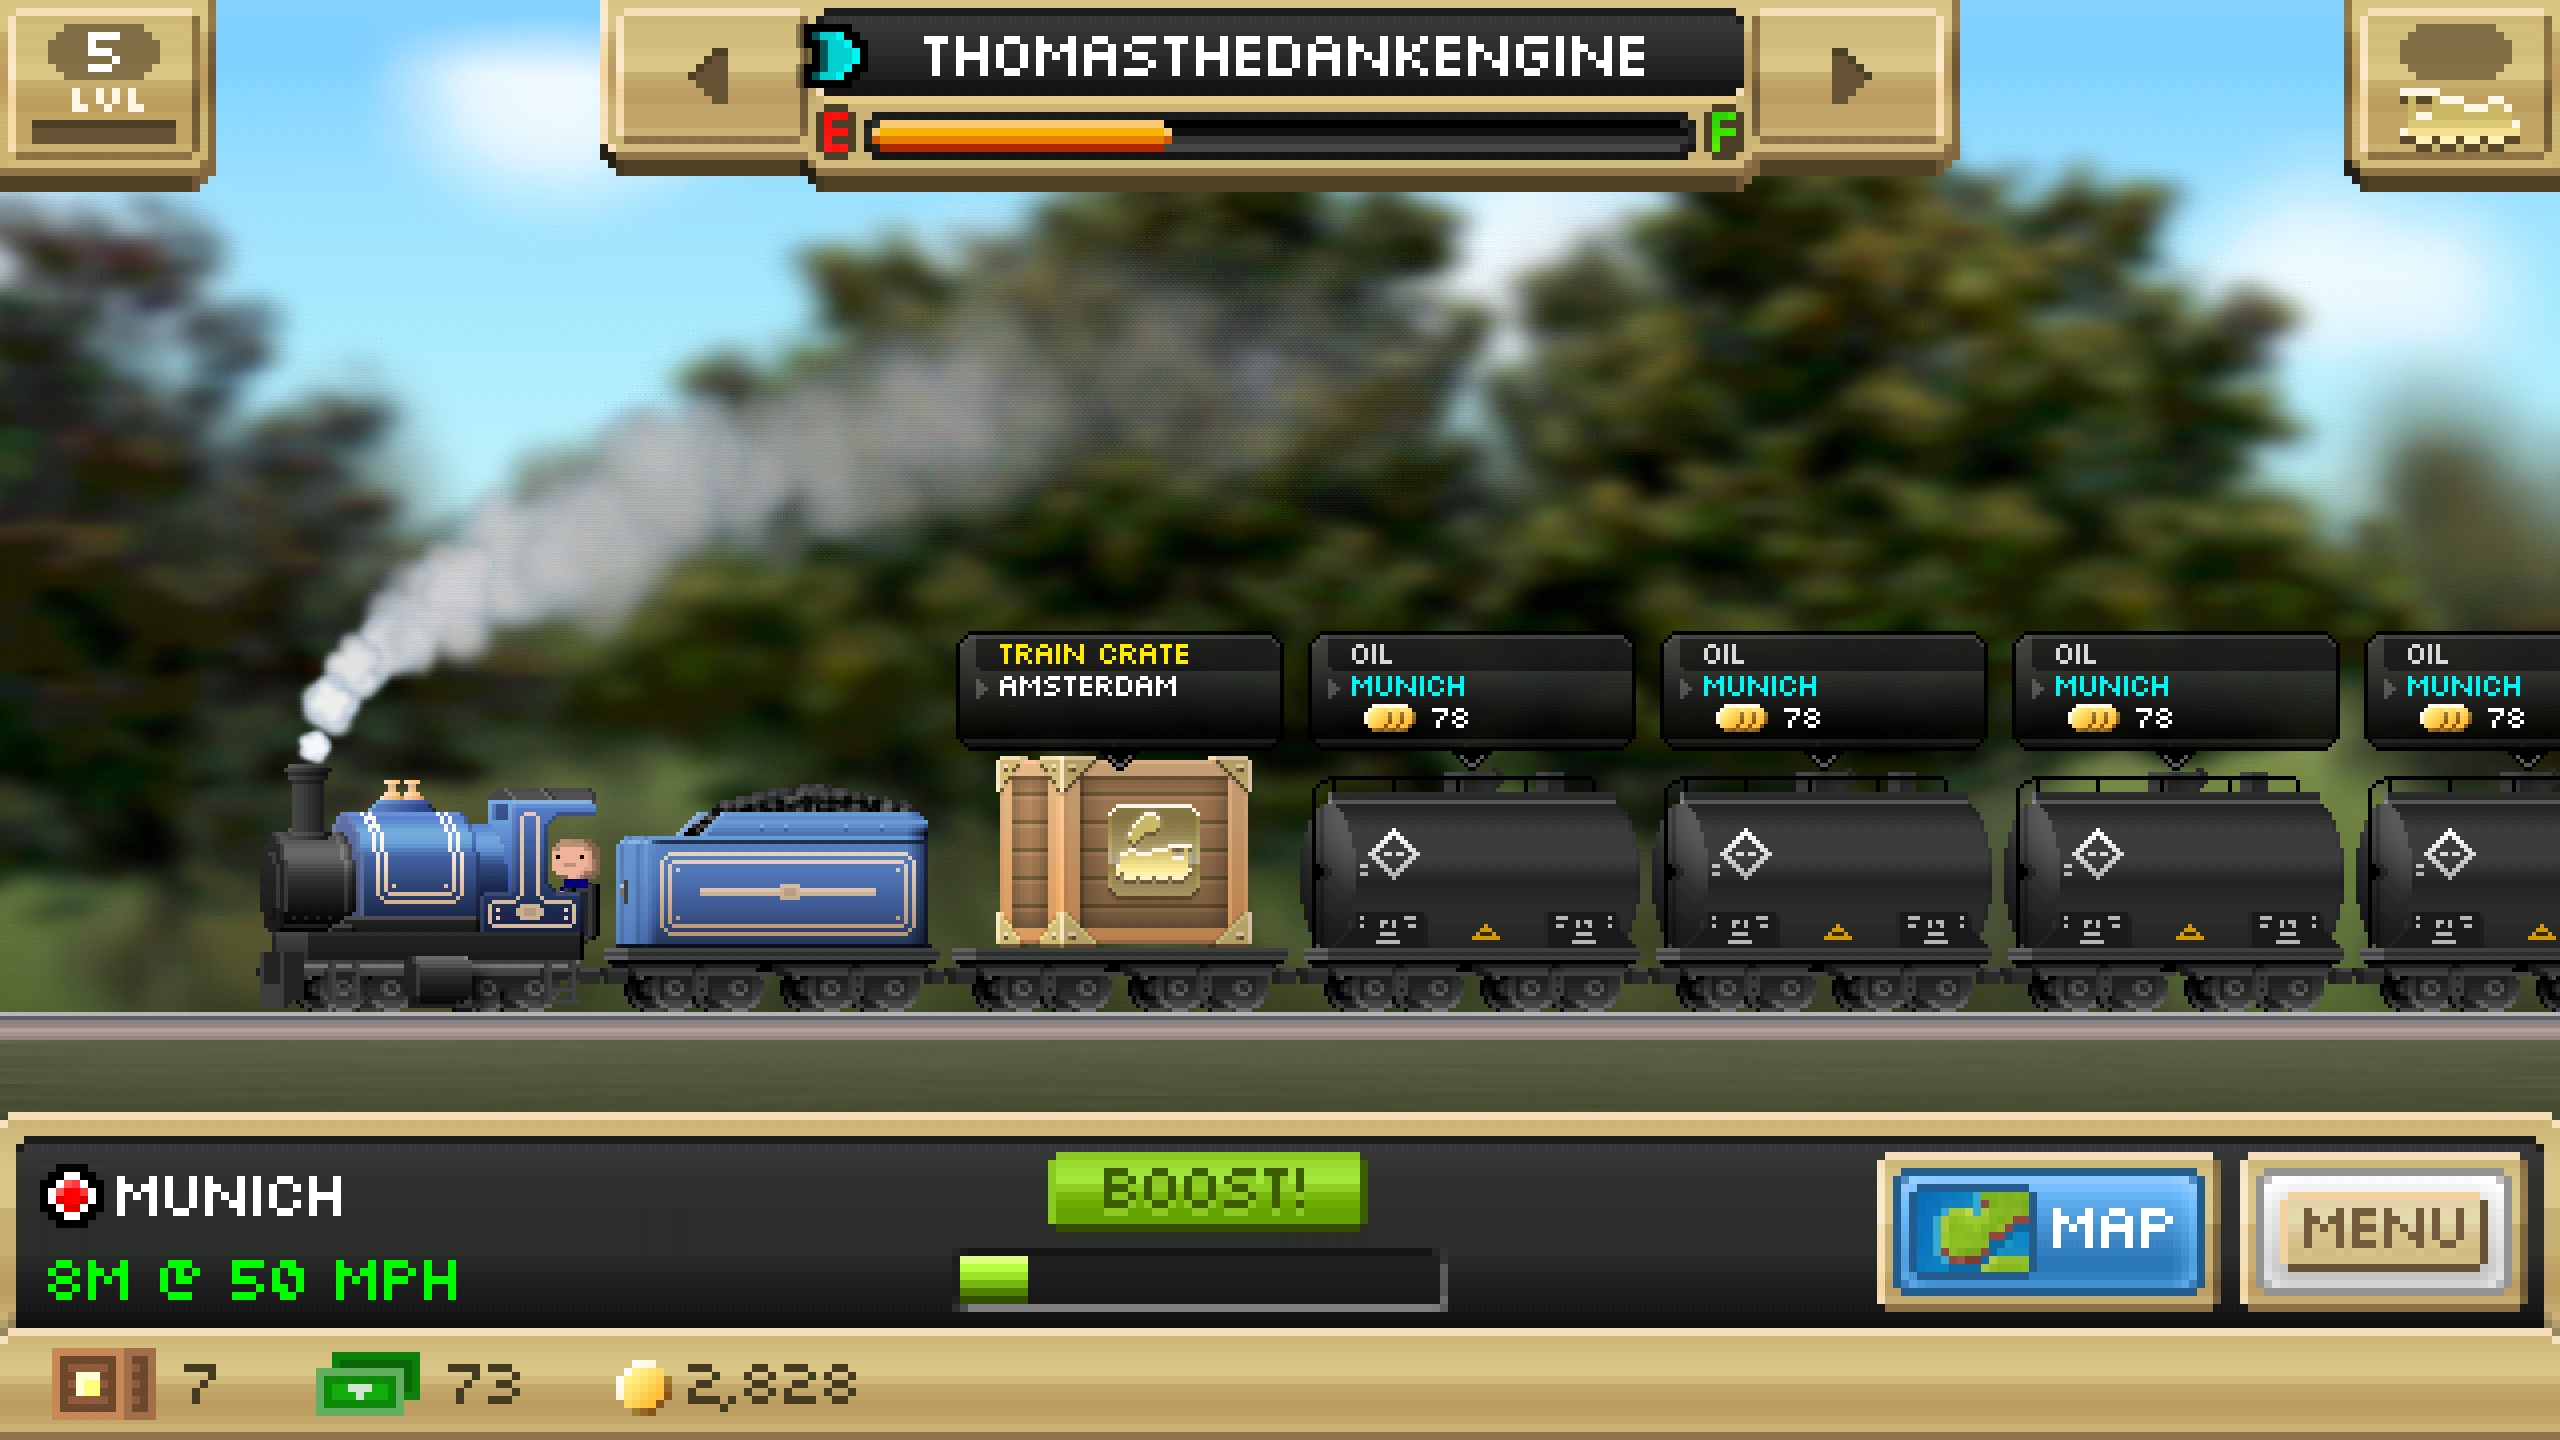 5
LVL
THOMASTHEDANKENGINE
E
F
TRAIN CRATE
AMSTERDAM
OIL
MUNICH
78
OIL
MUNICH
78
OIL
MUNICH
78
OIL
MUNICH
78
MUNICH
8M @ 50 MPH
BOOST!
MAP
MENU
7
73
2,828